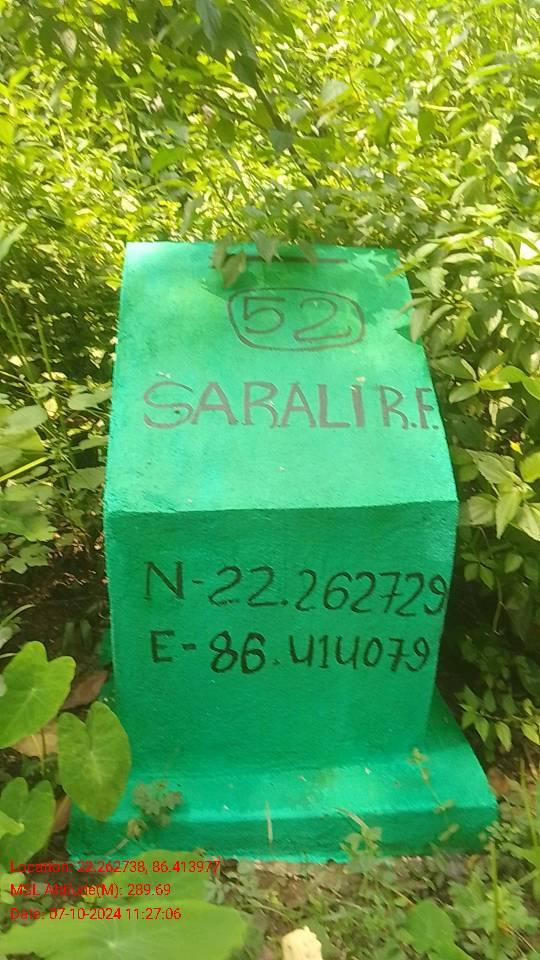 52
SARALI R.F.
N-22.262729
E-86.414079
Location: 22.262738, 86.413977
MSL Altitude(M): 289.69
Date: 07-10-2024 11:27:06